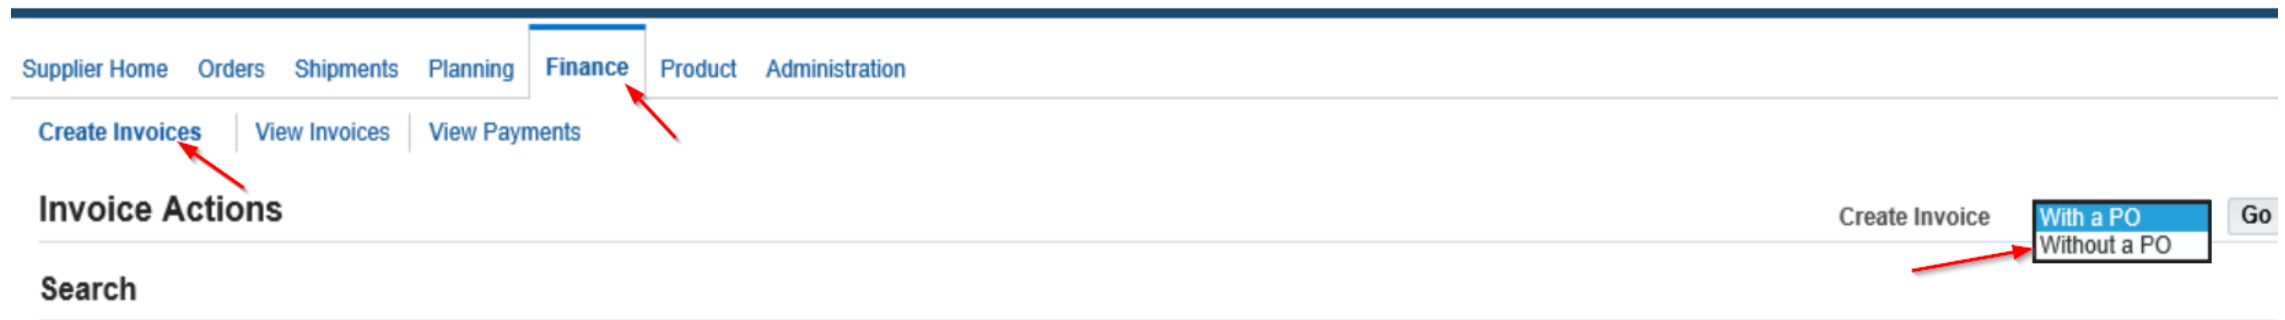 Supplier Home Orders Shipments Planning Finance Product Administration
Create Invoices View Invoices View Payments
Invoice Actions
Create Invoice With a PO Go
Without a PO
Search